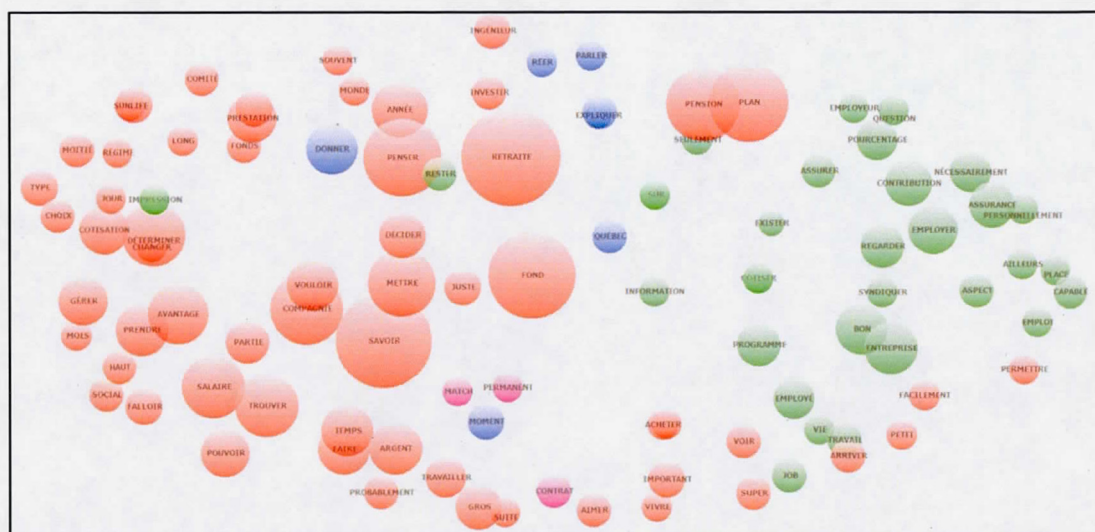 INGÉNIEUR
SOUVENT
PARLER
RÉER
COMITÉ
MONDE
INVESTIR
SUNLIFE
ANNÉE
PENSION
PLAN
EMPLOYEUR
QUESTION
PRESTATION
EXPLIQUER
LONG
FONDS
DONNER
PENSER
RETRAITE
SEULEMENT
POURCENTAGE
MOITIÉ
RÉGIME
RESTER
ASSURER
NÉCESSAIREMENT
TYPE
JOUR
IMPRESSION
CONTRIBUTION
ASSURANCE
PERSONNELLEMENT
CHOIX
COTISATION
DÉTERMINER
CHANGER
DÉCIDER
QUÉBEC
EXISTER
EMPLOYER
REGARDER
AILLEURS
PLACE
FOND
METTRE
JUSTE
VOULOIR
COMPAGNIE
INFORMATION
COTISER
SYNDIQUER
ASPECT
CAPABLE
GÉRER
AVANTAGE
PRENDRE
MOIS
BON
EMPLOI
PARTIE
SAVOIR
PROGRAMME
ENTREPRISE
HAUT
PERMETTRE
SOCIAL
SALAIRE
MATCH
PERMANENT
FACILEMENT
FALLOIR
TROUVER
EMPLOYÉ
MOMENT
TEMPS
ACHETER
VIE
PETIT
FAIRE
ARGENT
VOIR
TRAVAIL
POUVOIR
ARRIVER
TRAVAILLER
IMPORTANT
JOB
PROBABLEMENT
CONTRAT
SUPER
GROS
SUITE
AIMER
VIVRE